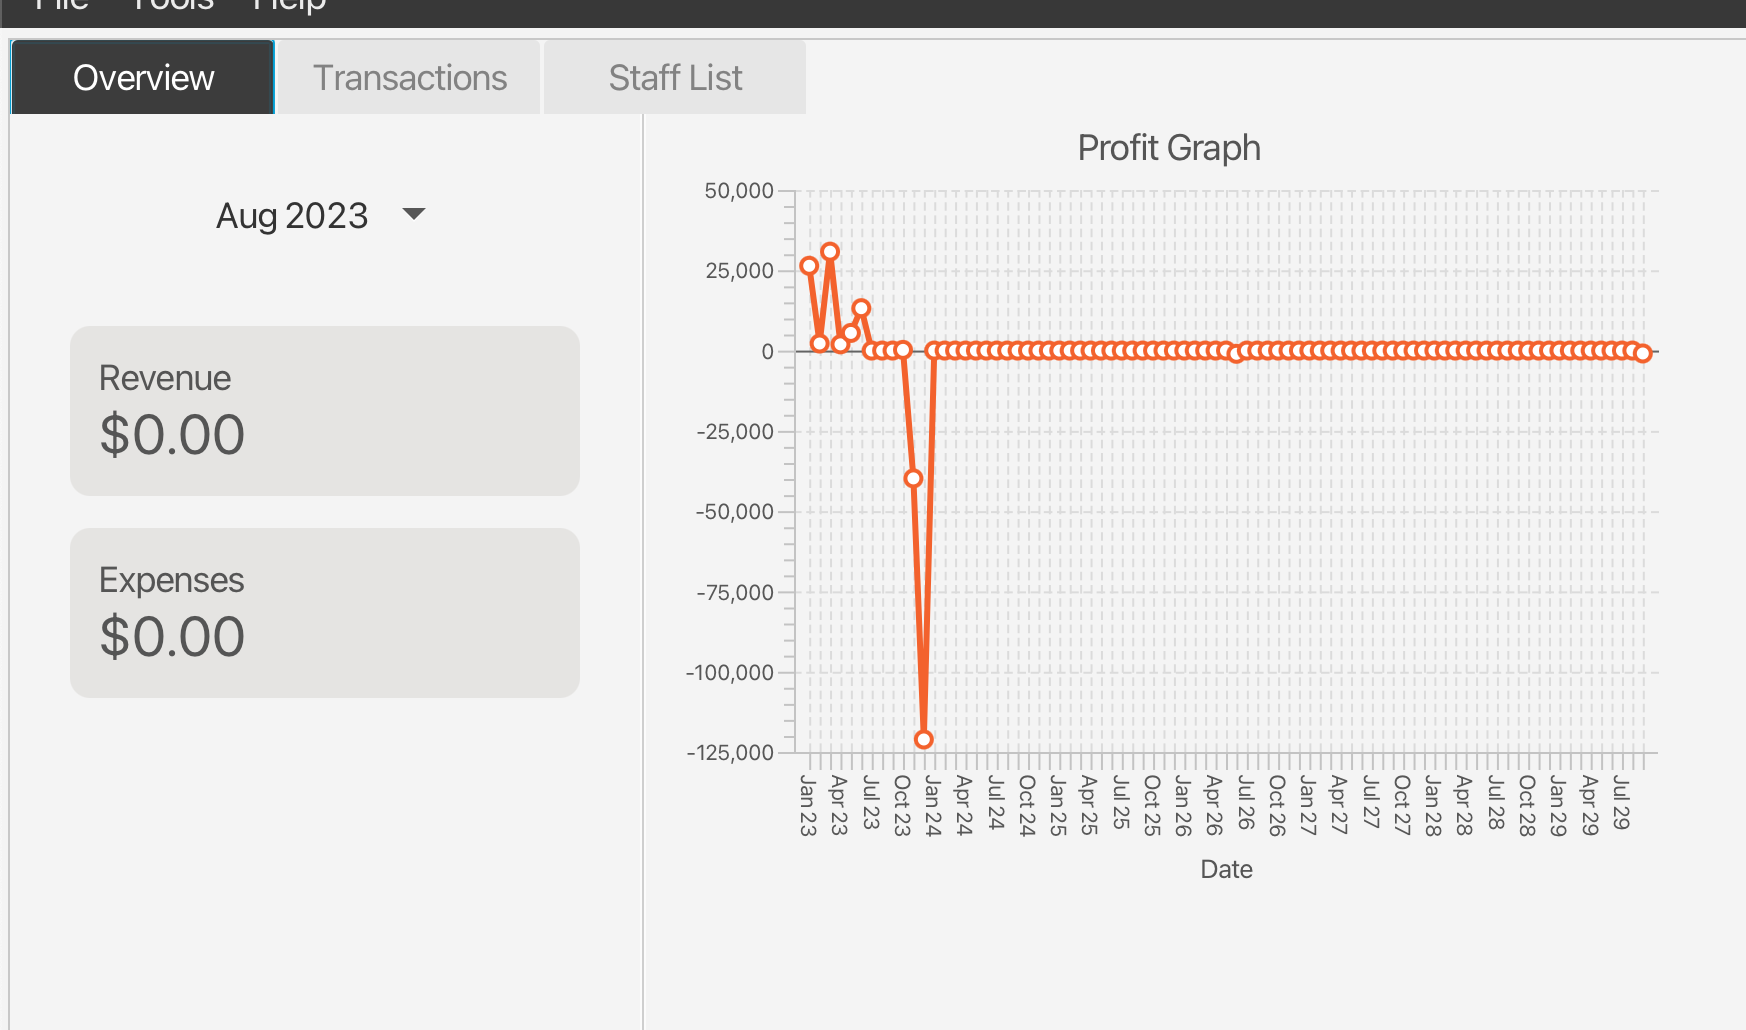 File Tools Help
Overview Transactions Staff List
Aug 2023
Revenue
$0.00
Expenses
$0.00
Profit Graph
50,000
25,000
0
-25,000
-50,000
-75,000
-100,000
-125,000
Jan 23 Apr 23 Jul 23 Oct 23 Jan 24 Apr 24 Jul 24 Oct 24 Jan 25 Apr 25 Jul 25 Oct 25 Jan 26 Apr 26 Jul 26 Oct 26 Jan 27 Apr 27 Jul 27 Oct 27 Jan 28 Apr 28 Jul 28 Oct 28 Jan 29 Apr 29 Jul 29
Date